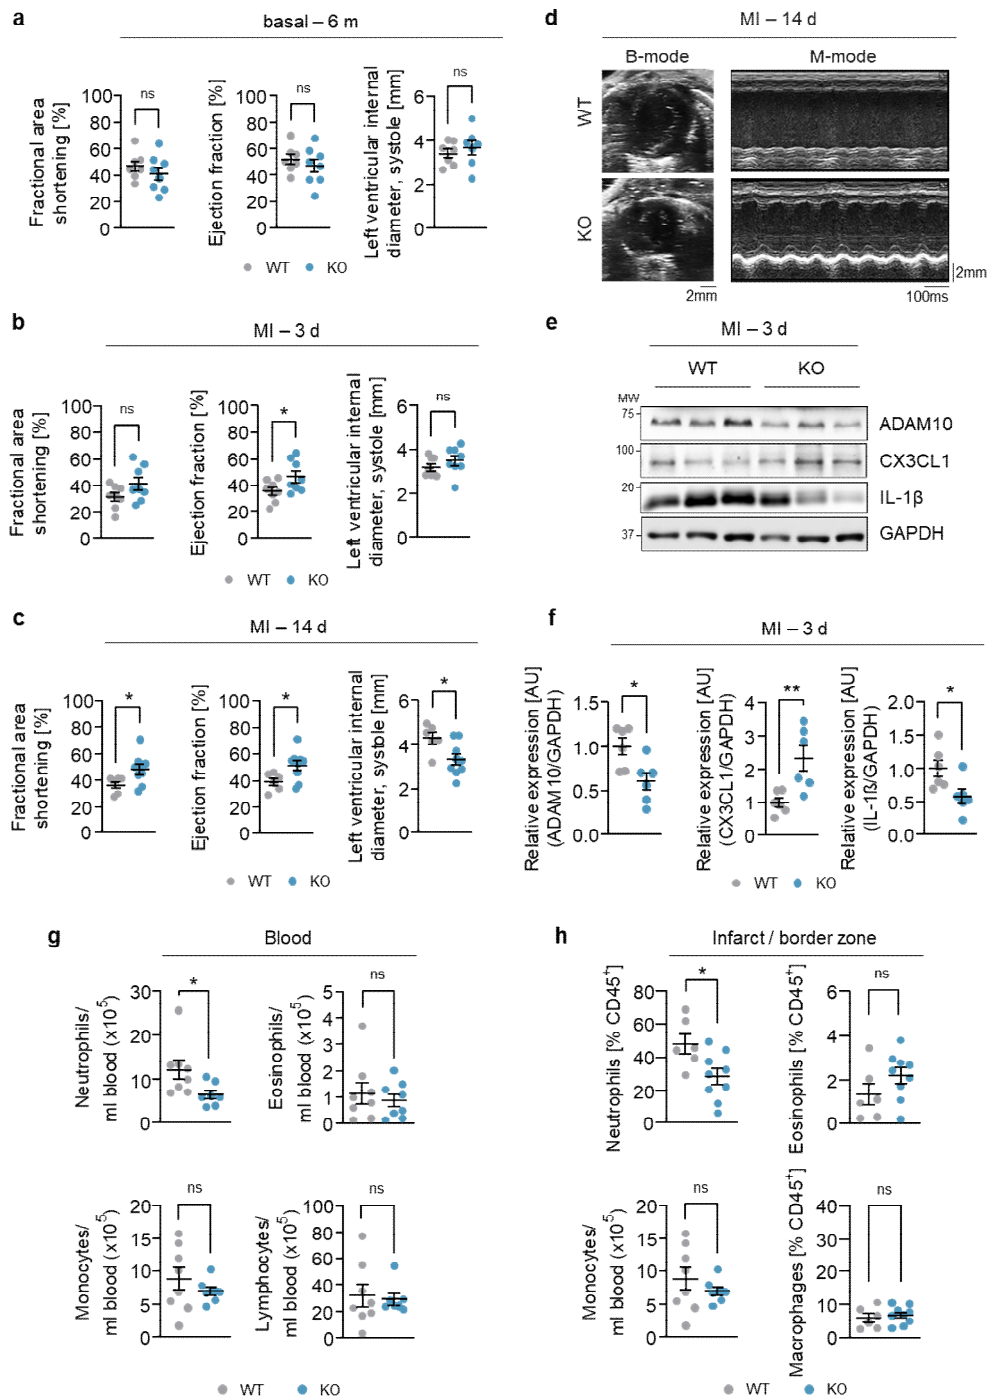 a
basal – 6 m
Fractional area
shortening [%]
100
80
60
40
20
0
ns
Ejection fraction [%]
100
80
60
40
20
0
ns
Left ventricular internal
diameter, systole [mm]
6
4
2
0
ns
WT KO
b
MI – 3 d
Fractional area
shortening [%]
100
80
60
40
20
0
ns
Ejection fraction [%]
100
80
60
40
20
0
*
Left ventricular internal
diameter, systole [mm]
6
4
2
0
ns
WT KO
c
MI – 14 d
Fractional area
shortening [%]
100
80
60
40
20
0
*
Ejection fraction [%]
100
80
60
40
20
0
*
Left ventricular internal
diameter, systole [mm]
6
4
2
0
*
WT KO
d
MI – 14 d
B-mode M-mode
WT
KO
2mm
2mm
100ms
e
MI – 3 d
WT KO
MW
75
ADAM10
100
CX3CL1
20
IL-1β
37
GAPDH
f
MI – 3 d
Relative expression [AU]
(ADAM10/GAPDH)
1.5
1.0
0.5
0.0
*
Relative expression [AU]
(CX3CL1/GAPDH)
4
3
2
1
0
**
Relative expression [AU]
(IL-1ß/GAPDH)
2.0
1.5
1.0
0.5
0.0
*
WT KO
g
Blood
Neutrophils/
ml blood (x10⁵)
30
20
10
0
*
Eosinophils/
ml blood (x10⁵)
5
4
3
2
1
0
ns
Monocytes/
ml blood (x10⁵)
20
15
10
5
0
ns
Lymphocytes/
ml blood (x10⁵)
100
80
60
40
20
0
ns
WT KO
h
Infarct / border zone
Neutrophils [% CD45⁺]
80
60
40
20
0
*
Eosinophils [% CD45⁺]
6
4
2
0
ns
Monocytes/
ml blood (x10⁵)
20
15
10
5
0
ns
Macrophages [% CD45⁺]
40
30
20
10
0
ns
WT KO